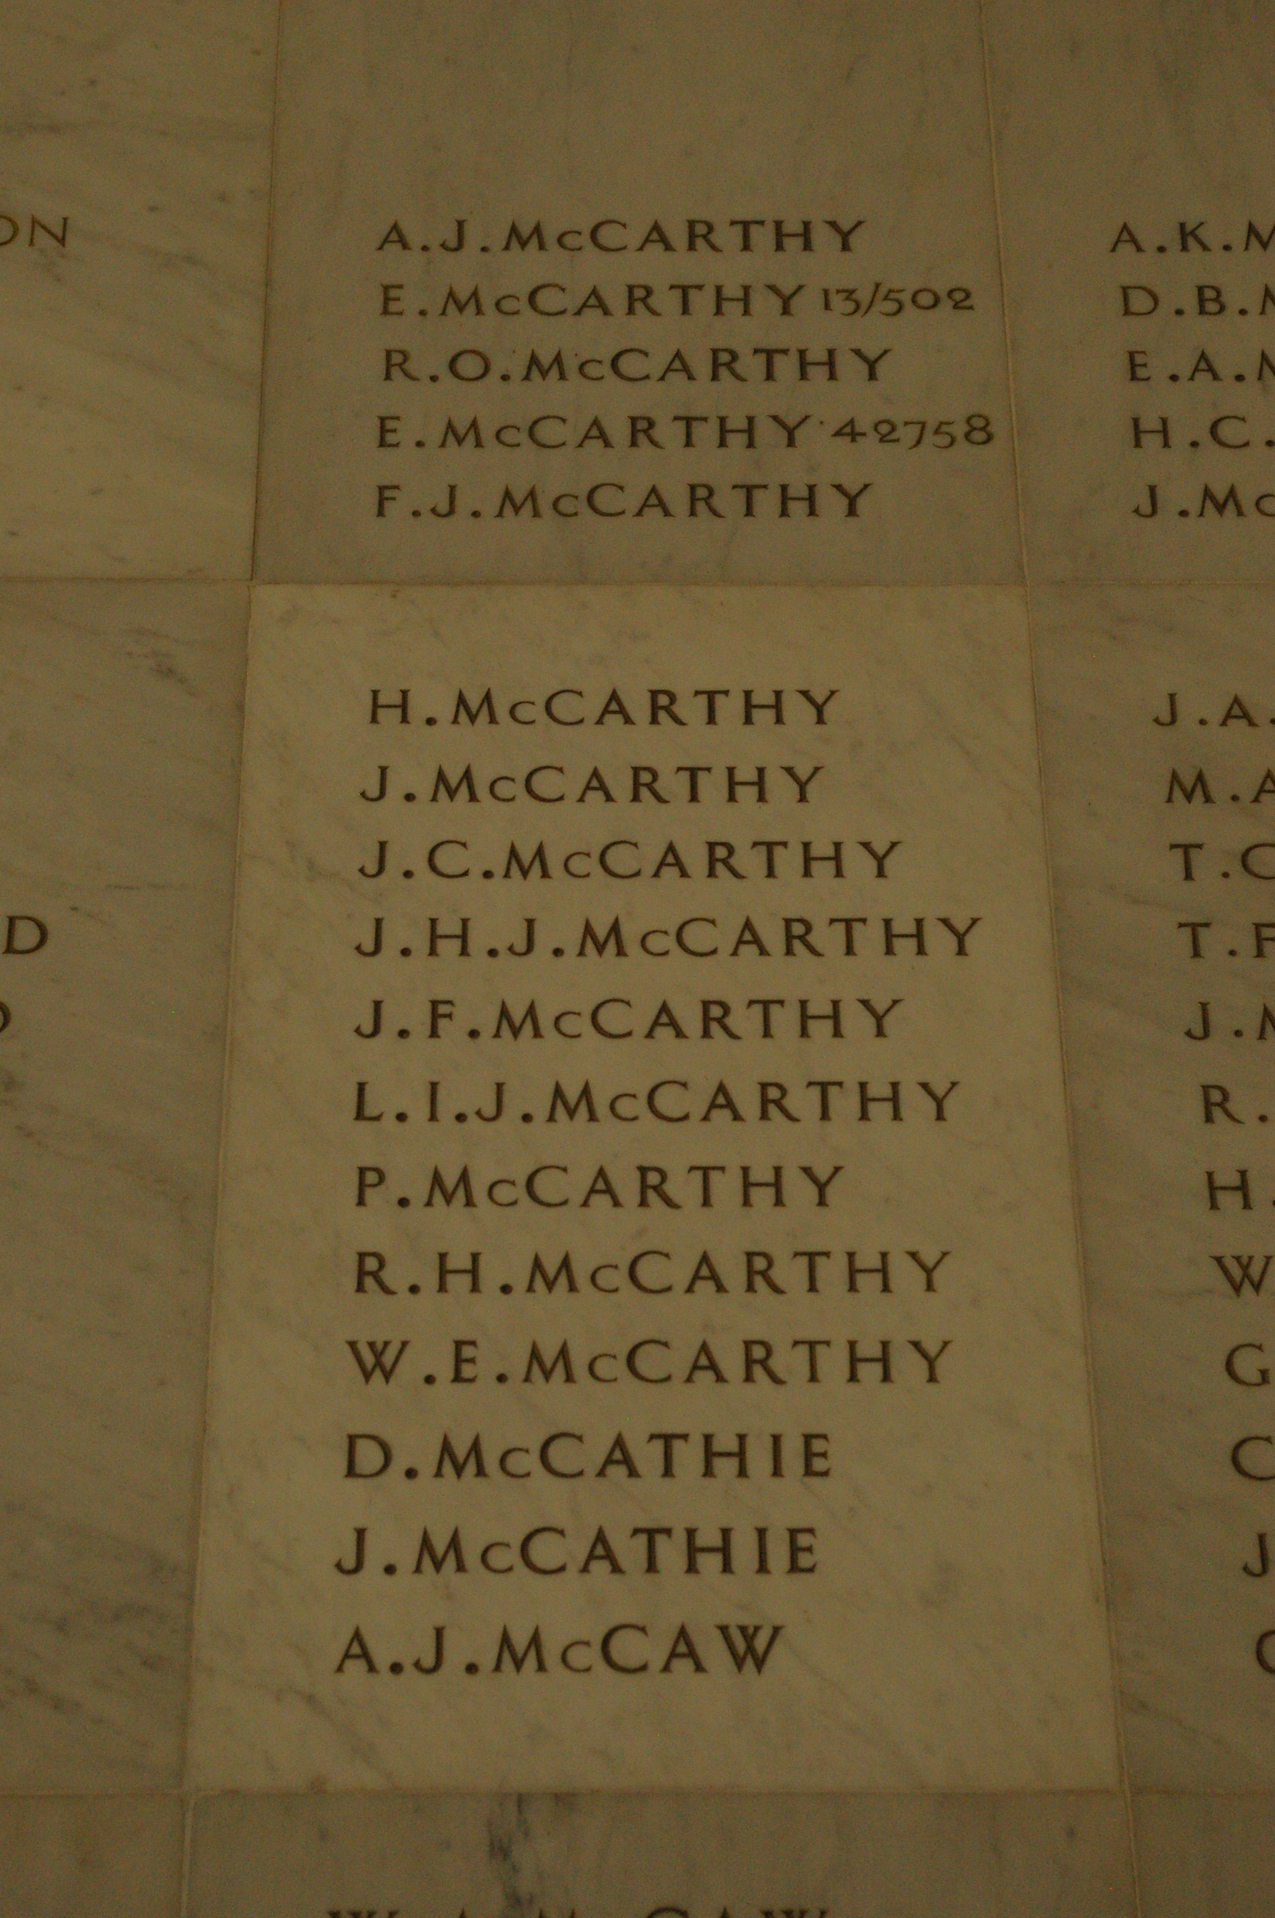 A.J.McCARTHY
E.McCARTHY 13/502
R.O.McCARTHY
E.McCARTHY 42758
F.J.McCARTHY
H.McCARTHY
J.McCARTHY
J.C.McCARTHY
J.H.J.McCARTHY
J.F.McCARTHY
L.I.J.McCARTHY
P.McCARTHY
R.H.McCARTHY
W.E.McCARTHY
D.McCATHIE
J.McCATHIE
A.J.McCAW
A.K.
D.B.
E.A.
H.C.
J.Mc
J.A.
M.
T.
T.
J.
R.
H.
W
G
C
J